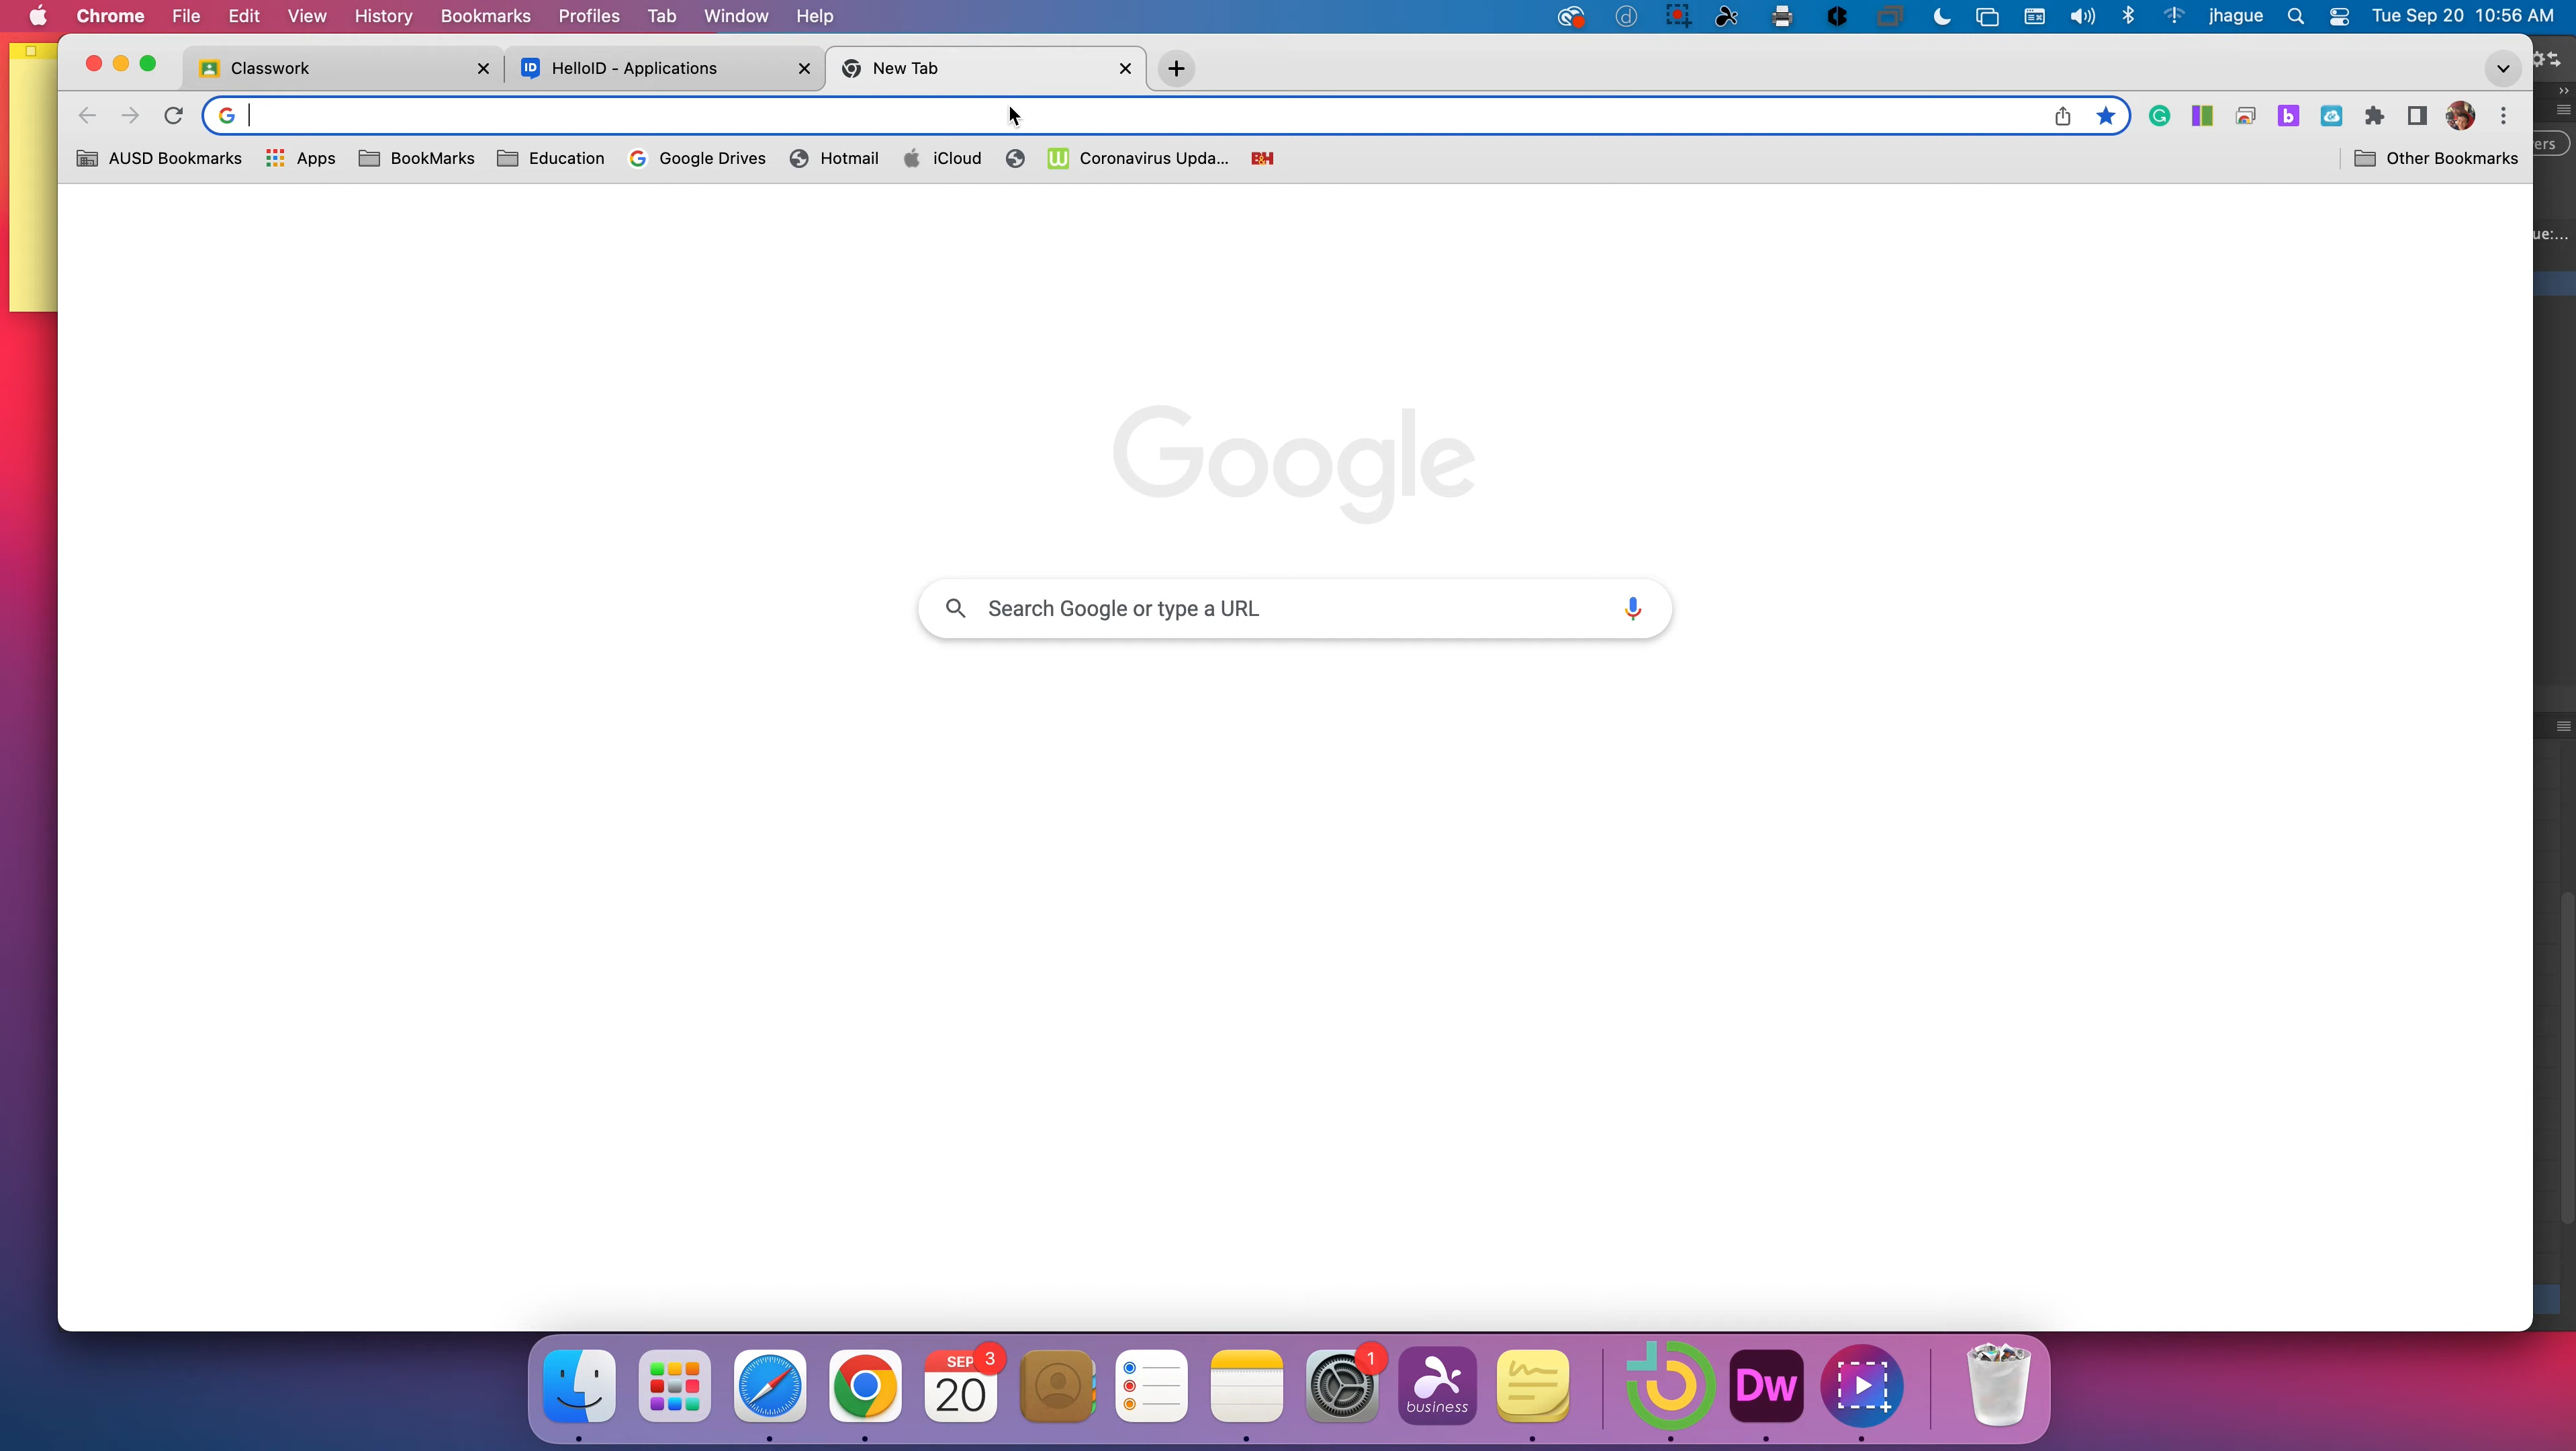 Chrome File Edit View History Bookmarks Profiles Tab Window Help jhague Tue Sep 20 10:56 AM
Classwork HelloID - Applications New Tab
AUSD Bookmarks Apps BookMarks Education Google Drives Hotmail iCloud Coronavirus Upda... B&H Other Bookmarks
ers
ue:...
Google
Search Google or type a URL
SEP 3 1
20 business Dw